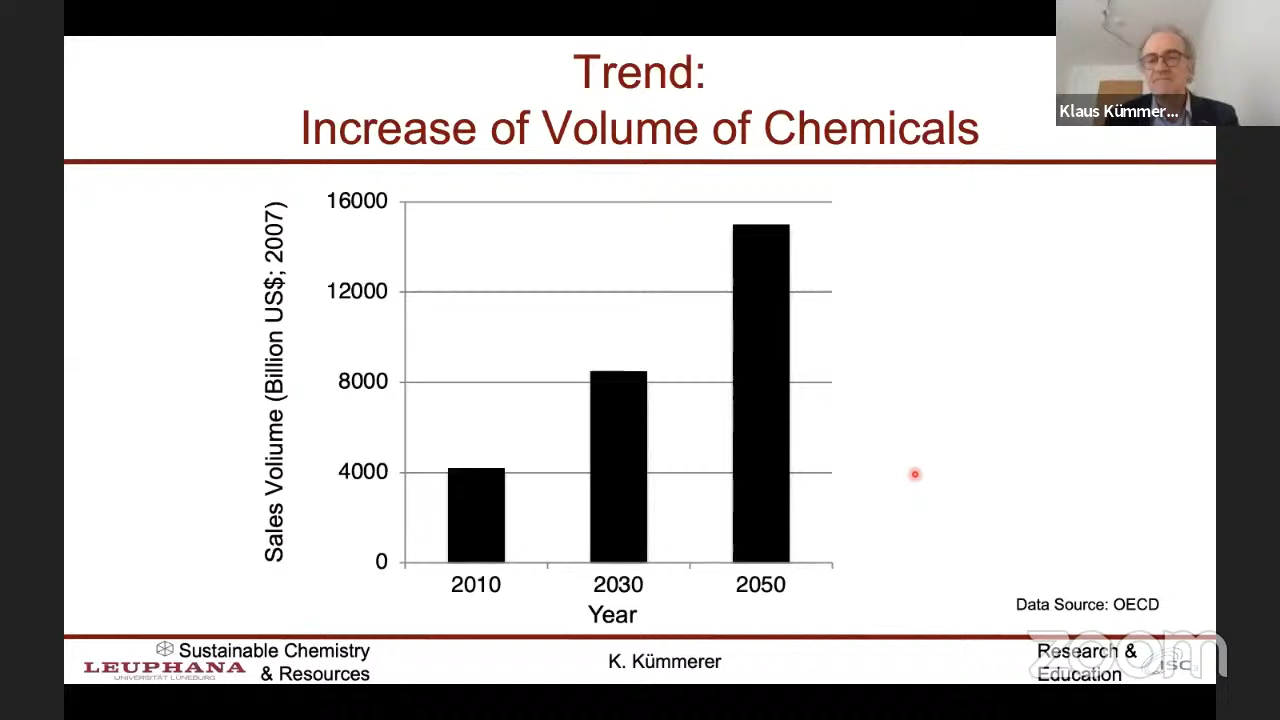 Trend:
Increase of Volume of Chemicals
Klaus Kümmer...
Sales Voliume (Billion US$; 2007)
16000
12000
8000
4000
0
2010 2030 2050
Year
Data Source: OECD
Sustainable Chemistry
& Resources
LEUPHANA
UNIVERSITÄT LÜNEBURG
K. Kümmerer
Research &
Education
ISC3
zoom